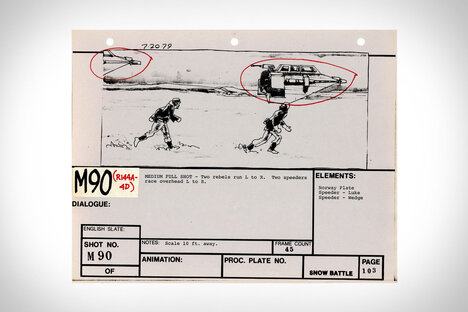 7-20-79
M90 (R144A-4D)
MEDIUM FULL SHOT - Two rebels run L to R. Two speeders
race overhead L to R.
ELEMENTS:
Norway Plate
Speeder - Luke
Speeder - Wedge
DIALOGUE:
ENGLISH SLATE:
SHOT NO.
M 90
OF
NOTES: Scale 10 ft. away.
FRAME COUNT
45
ANIMATION:
PROC. PLATE NO.
SNOW BATTLE
PAGE
103